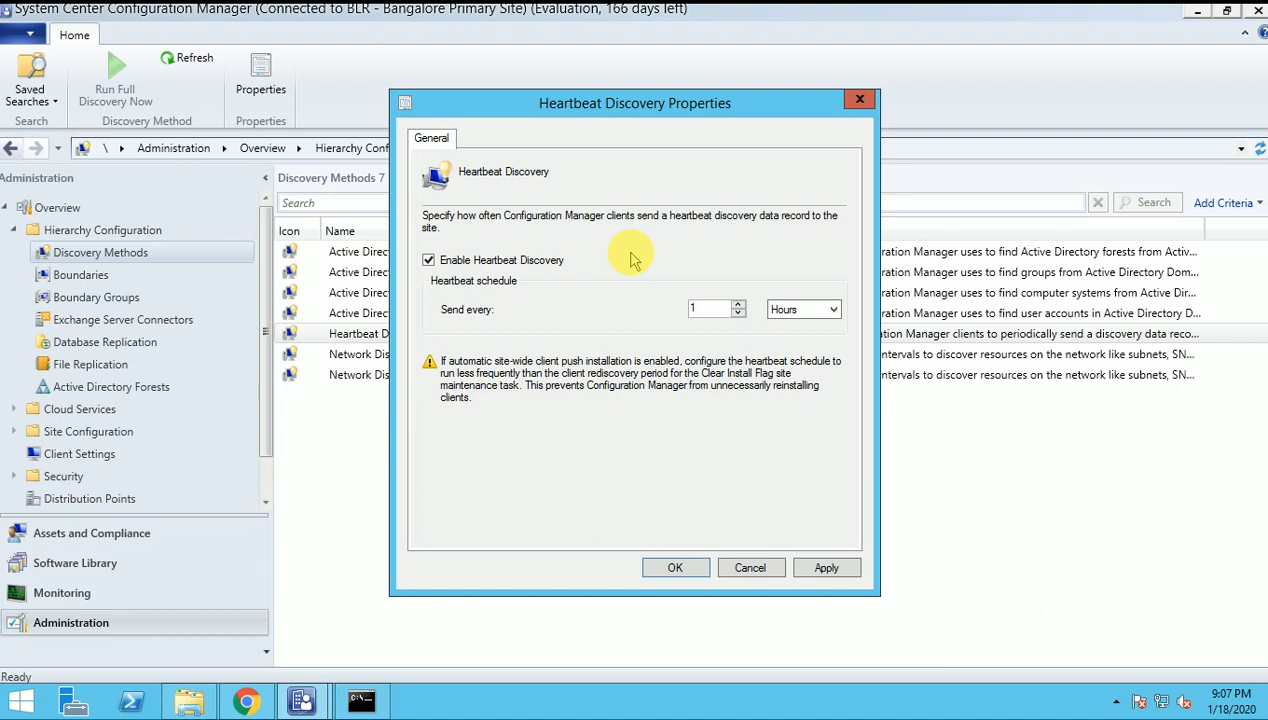 System Center Configuration Manager (Connected to BLR - Bangalore Primary Site) (Evaluation, 166 days left)
Home
Saved
Searches
Search
Run Full
Discovery Now
Refresh
Discovery Method
Properties
Properties
\ Administration Overview Hierarchy Conf
Administration
Overview
Hierarchy Configuration
Discovery Methods
Boundaries
Boundary Groups
Exchange Server Connectors
Database Replication
File Replication
Active Directory Forests
Cloud Services
Site Configuration
Client Settings
Security
Distribution Points
Assets and Compliance
Software Library
Monitoring
Administration
Discovery Methods 7
Search
Search
Add Criteria
Icon Name
Active Direc ration Manager uses to find Active Directory forests from Activ...
Active Direc ration Manager uses to find groups from Active Directory Dom...
Active Direc ration Manager uses to find computer systems from Active Dir...
Active Direc ration Manager uses to find user accounts in Active Directory D...
Heartbeat D ation Manager clients to periodically send a discovery data reco...
Network Dis ntervals to discover resources on the network like subnets, SN...
Network Dis ntervals to discover resources on the network like subnets, SN...
Heartbeat Discovery Properties
General
Heartbeat Discovery
Specify how often Configuration Manager clients send a heartbeat discovery data record to the
site.
Enable Heartbeat Discovery
Heartbeat schedule
Send every: 1 Hours
If automatic site-wide client push installation is enabled, configure the heartbeat schedule to
run less frequently than the client rediscovery period for the Clear Install Flag site
maintenance task. This prevents Configuration Manager from unnecessarily reinstalling
clients.
OK Cancel Apply
Ready
9:07 PM
1/18/2020